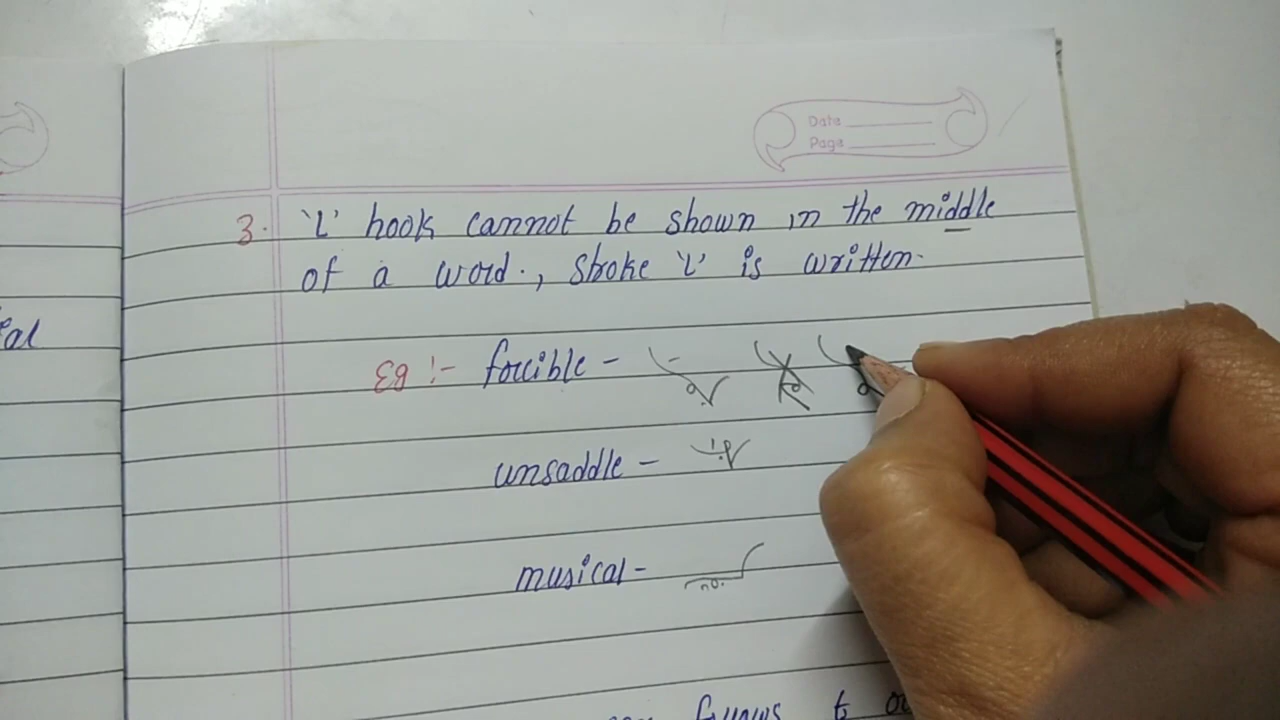 Date
Page
3. 'L' hook cannot be shown in the middle
of a word., stroke 'L' is written.
ial
Eg :- forcible -
unsaddle -
musical -